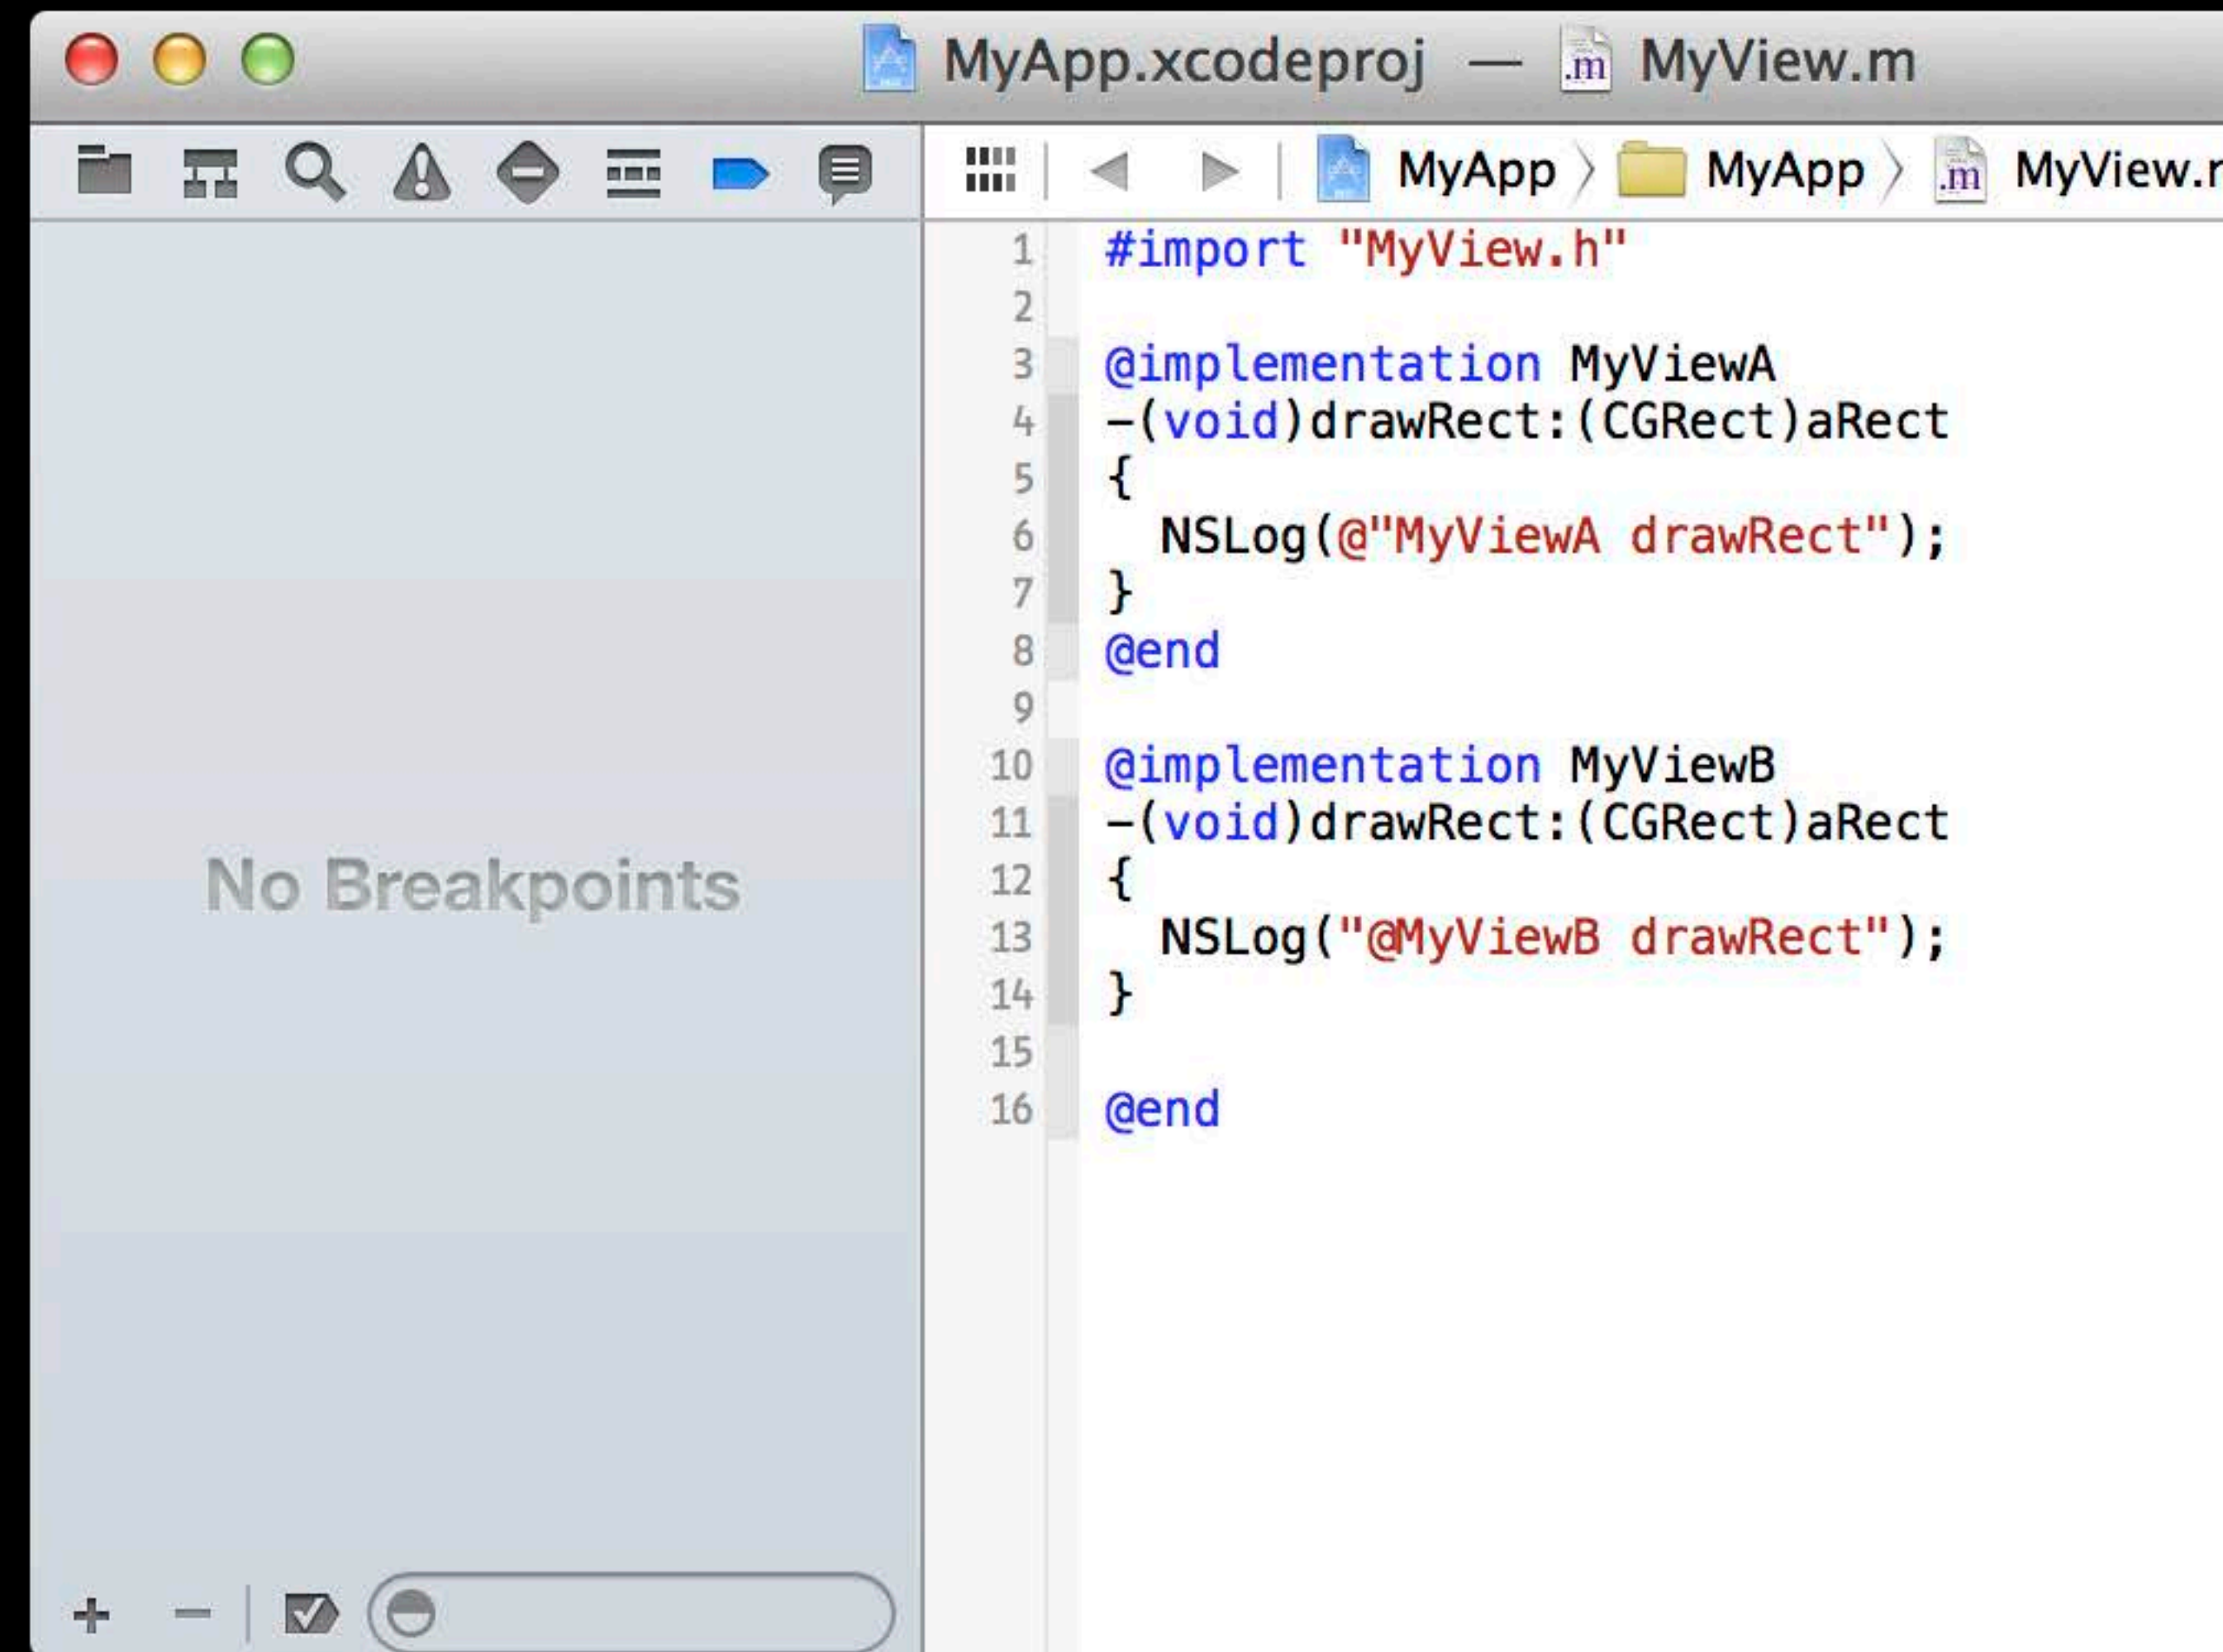 MyApp.xcodeproj — MyView.m
MyApp MyApp MyView.m
No Breakpoints
1 #import "MyView.h"
2
3 @implementation MyViewA
4 -(void)drawRect:(CGRect)aRect
5 {
6 NSLog(@"MyViewA drawRect");
7 }
8 @end
9
10 @implementation MyViewB
11 -(void)drawRect:(CGRect)aRect
12 {
13 NSLog("@MyViewB drawRect");
14 }
15
16 @end